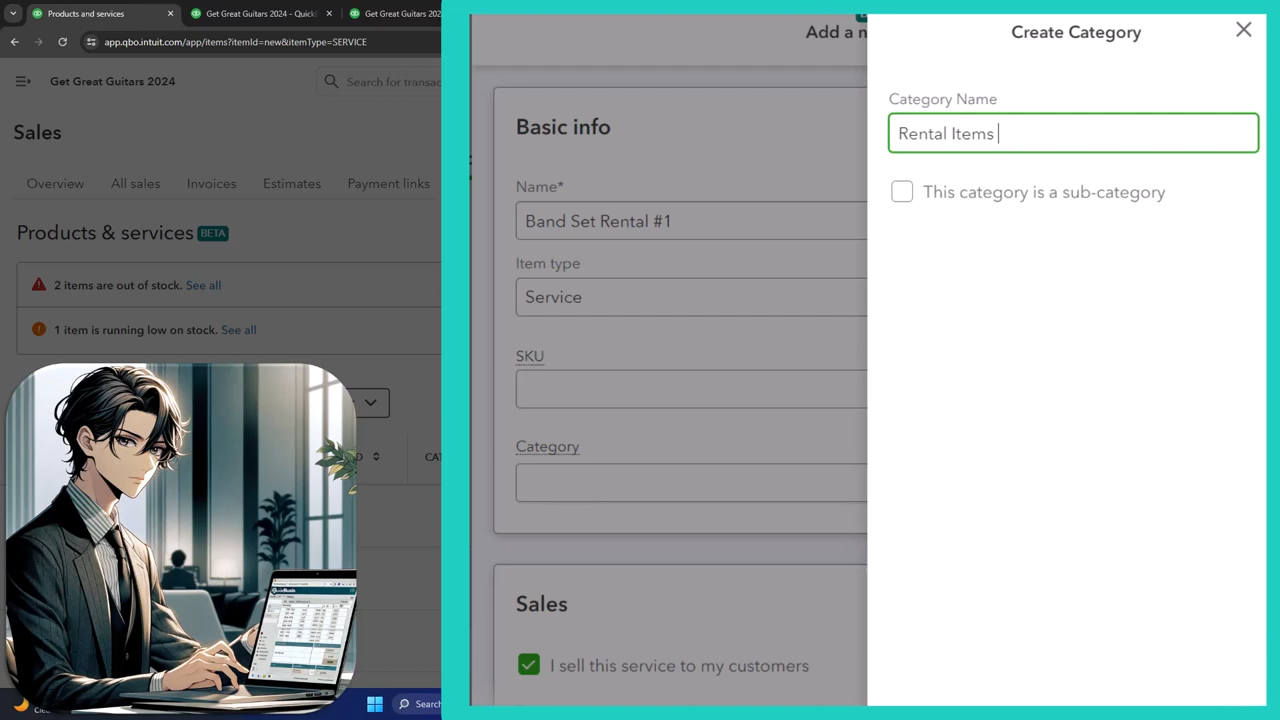 Products and services
Get Great Guitars 2024 - Quick
Get Great Guitars 2024
app.qbo.intuit.com/app/items?itemId=new&itemType=SERVICE
Get Great Guitars 2024
Search for transac
Sales
Overview
All sales
Invoices
Estimates
Payment links
Products & services BETA
2 items are out of stock. See all
1 item is running low on stock. See all
D
CAT
Search
Add a n
Basic info
Name*
Band Set Rental #1
Item type
Service
SKU
Category
Sales
I sell this service to my customers
Create Category
Category Name
Rental Items
This category is a sub-category